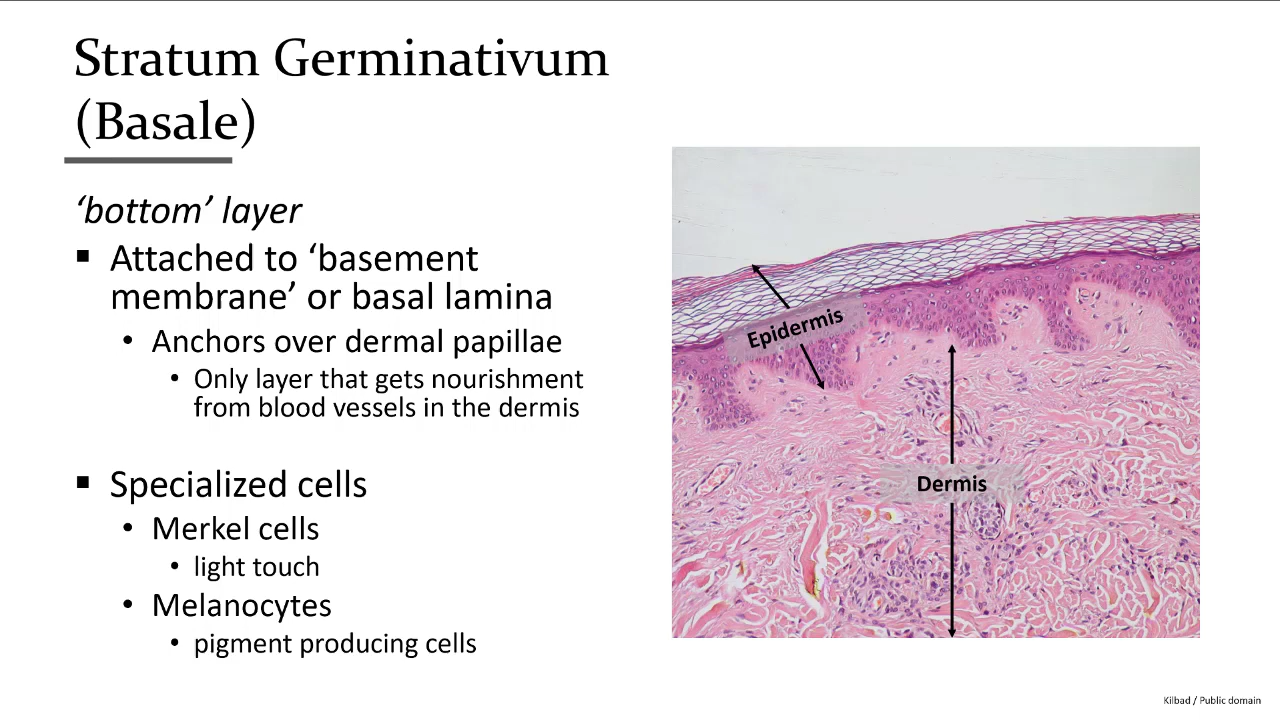 Stratum Germinativum
(Basale)
‘bottom’ layer
▪ Attached to ‘basement
membrane’ or basal lamina
• Anchors over dermal papillae
• Only layer that gets nourishment
from blood vessels in the dermis
▪ Specialized cells
• Merkel cells
• light touch
• Melanocytes
• pigment producing cells
Epidermis
Dermis
Kilbad / Public domain